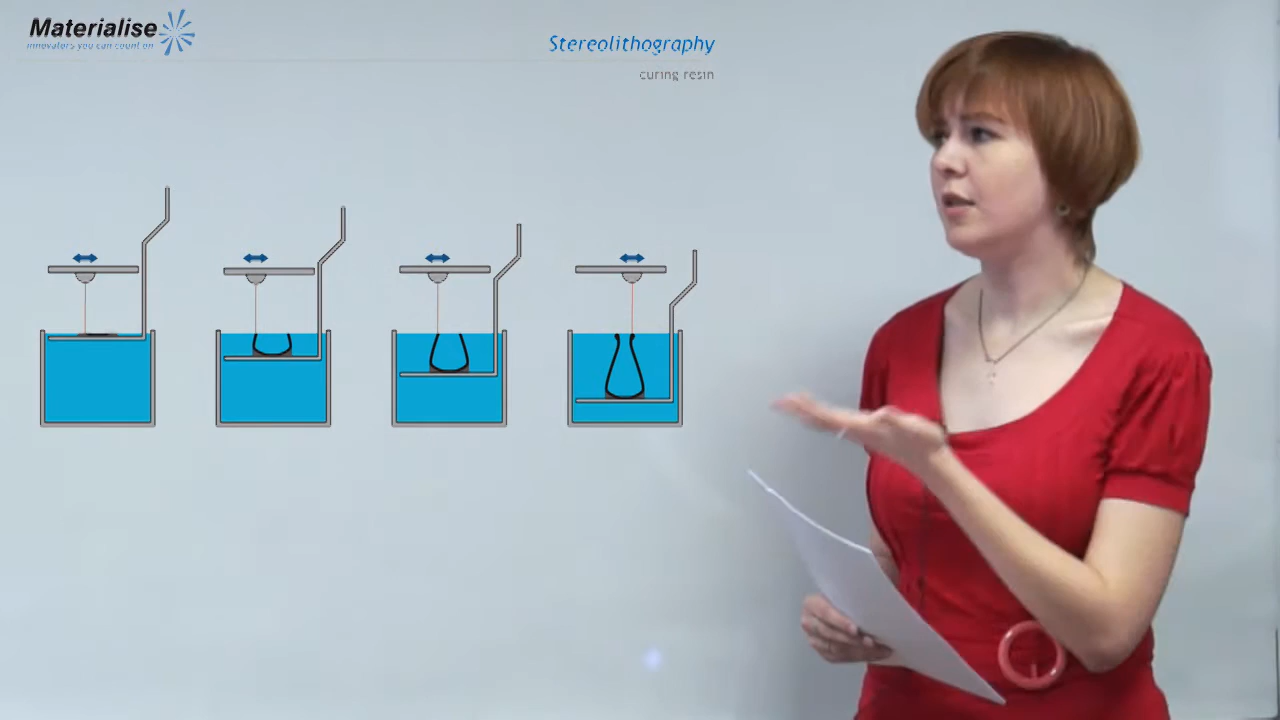 Materialise
innovators you can count on
Stereolithography
curing resin